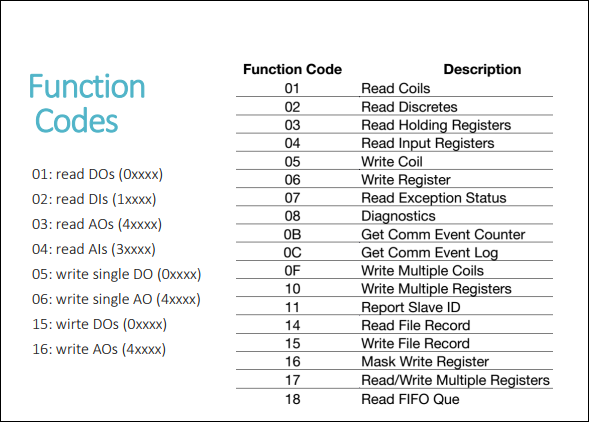 Function
Codes
01: read DOs (0xxxx)
02: read DIs (1xxxx)
03: read AOs (4xxxx)
04: read AIs (3xxxx)
05: write single DO (0xxxx)
06: write single AO (4xxxx)
15: wirte DOs (0xxxx)
16: write AOs (4xxxx)
Function Code Description
01 Read Coils
02 Read Discretes
03 Read Holding Registers
04 Read Input Registers
05 Write Coil
06 Write Register
07 Read Exception Status
08 Diagnostics
0B Get Comm Event Counter
0C Get Comm Event Log
0F Write Multiple Coils
10 Write Multiple Registers
11 Report Slave ID
14 Read File Record
15 Write File Record
16 Mask Write Register
17 Read/Write Multiple Registers
18 Read FIFO Que